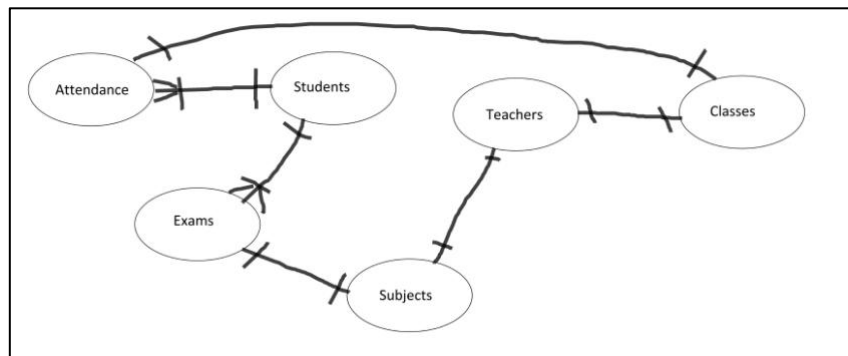 Attendance
Students
Teachers
Classes
Exams
Subjects